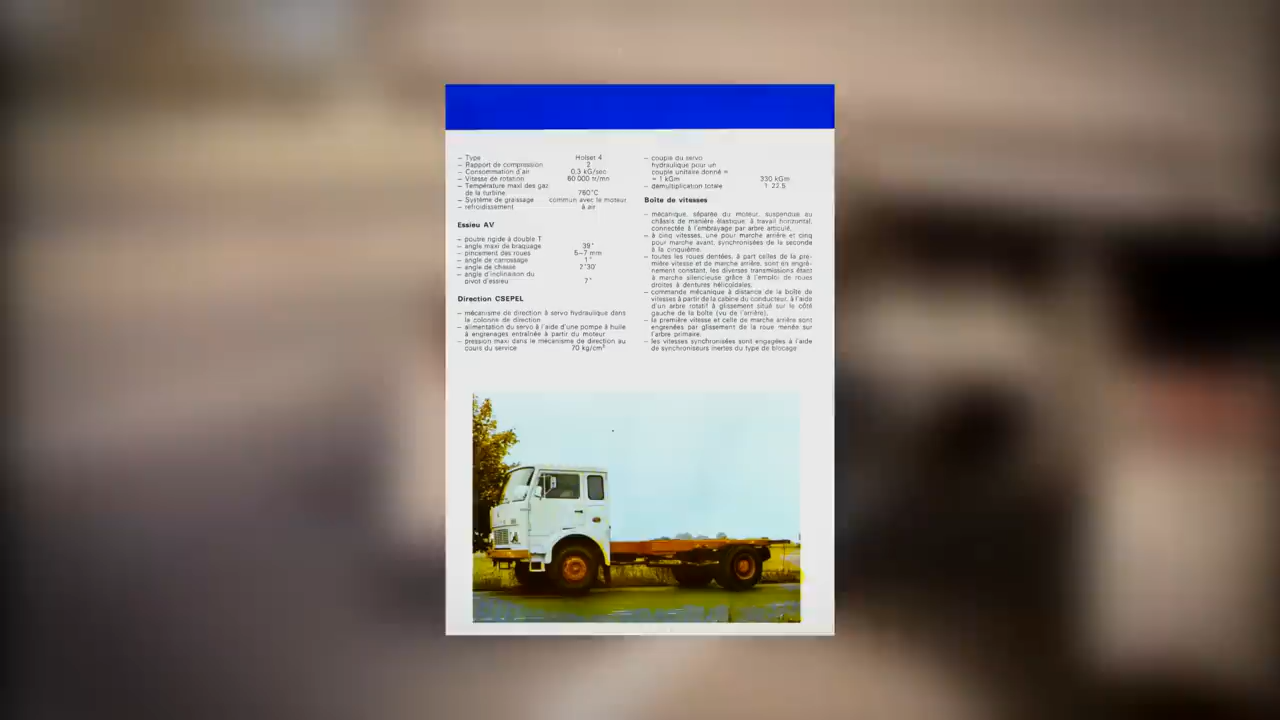 – Type Holset 4
– Rapport de compression 2
– Consommation d'air 0,3 kG/sec
– Vitesse de rotation 60 000 tr/mn
– Température maxi des gaz
de la turbine 760°C
– Système de graissage commun avec le moteur
– refroidissement à air
Essieu AV
– poutre rigide à double T
– angle maxi de braquage 39°
– pincement des roues 5–7 mm
– angle de carrossage 1°
– angle de chasse 2°30'
– angle d'inclinaison du
pivot d'essieu 7°
Direction CSEPEL
– mécanisme de direction à servo hydraulique dans
la colonne de direction
– alimentation du servo à l'aide d'une pompe à huile
à engrenages entraînée à partir du moteur
– pression maxi dans le mécanisme de direction au
cours du service 70 kg/cm²
– couple du servo
hydraulique pour un
couple unitaire donné =
= 1 kGm 330 kGm
– démultiplication totale 1:22,5
Boîte de vitesses
– mécanique, séparée du moteur, suspendue au
châssis de manière élastique, à travail horizontal,
connectée à l'embrayage par arbre articulé.
– à cinq vitesses, une pour marche arrière et cinq
pour marche avant, synchronisées de la seconde
à la cinquième.
– toutes les roues dentées, à part celles de la pre-
mière vitesse et de marche arrière, sont en engrè-
nement constant, les diverses transmissions étant
à marche silencieuse grâce à l'emploi de roues
droites à dentures hélicoïdales.
– commande mécanique à distance de la boîte de
vitesses à partir de la cabine du conducteur, à l'aide
d'un arbre rotatif à glissement situé sur le côté
gauche de la boîte (vu de l'arrière).
– la première vitesse et celle de marche arrière sont
engrenées par glissement de la roue menée sur
l'arbre primaire.
– les vitesses synchronisées sont engagées à l'aide
de synchroniseurs inertes du type de blocage